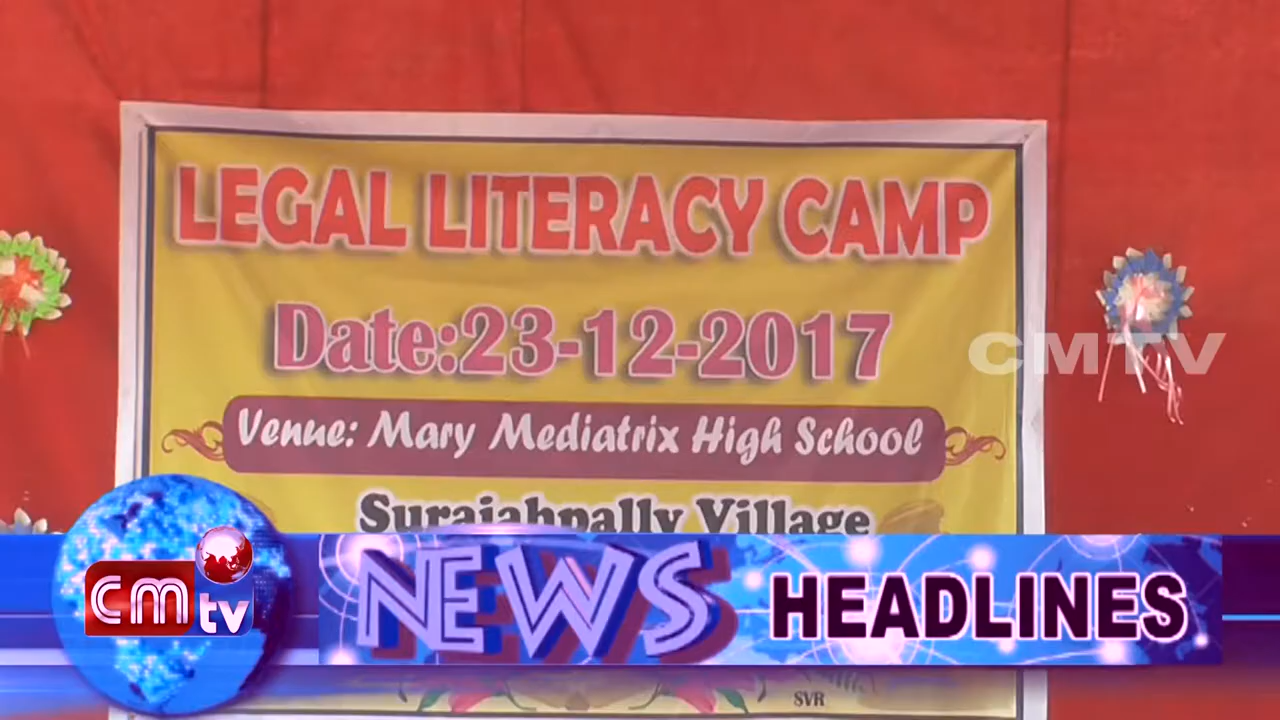 LEGAL LITERACY CAMP
Date:23-12-2017
CMTV
Venue: Mary Mediatrix High School
Surajahpally Village
NEWS HEADLINES
CM tv
SVR